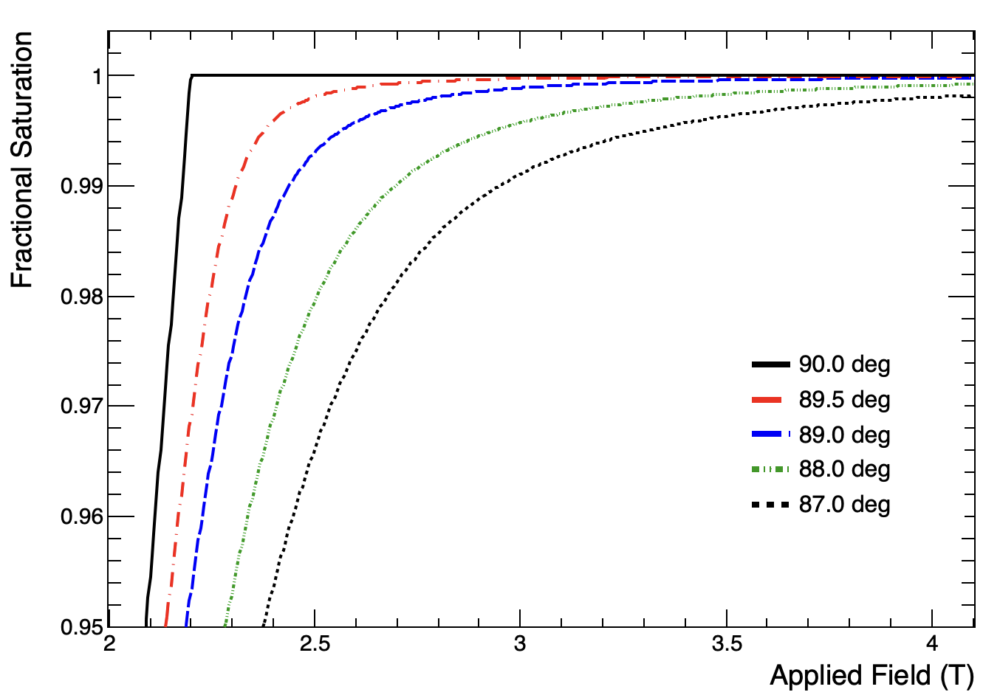 Fractional Saturation
1
0.99
0.98
0.97
0.96
0.95
2 2.5 3 3.5 4
Applied Field (T)
90.0 deg
89.5 deg
89.0 deg
88.0 deg
87.0 deg